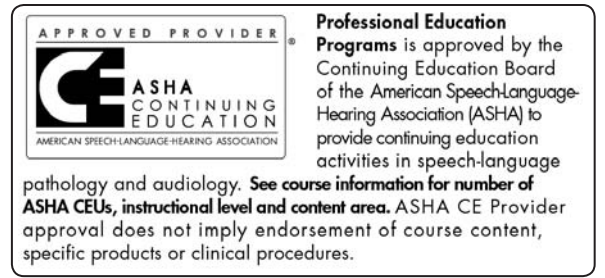 APPROVED PROVIDER
®
CE ASHA
CONTINUING
EDUCATION
AMERICAN SPEECH-LANGUAGE-HEARING ASSOCIATION
Professional Education
Programs is approved by the
Continuing Education Board
of the American Speech-Language-
Hearing Association (ASHA) to
provide continuing education
activities in speech-language
pathology and audiology. See course information for number of
ASHA CEUs, instructional level and content area. ASHA CE Provider
approval does not imply endorsement of course content,
specific products or clinical procedures.